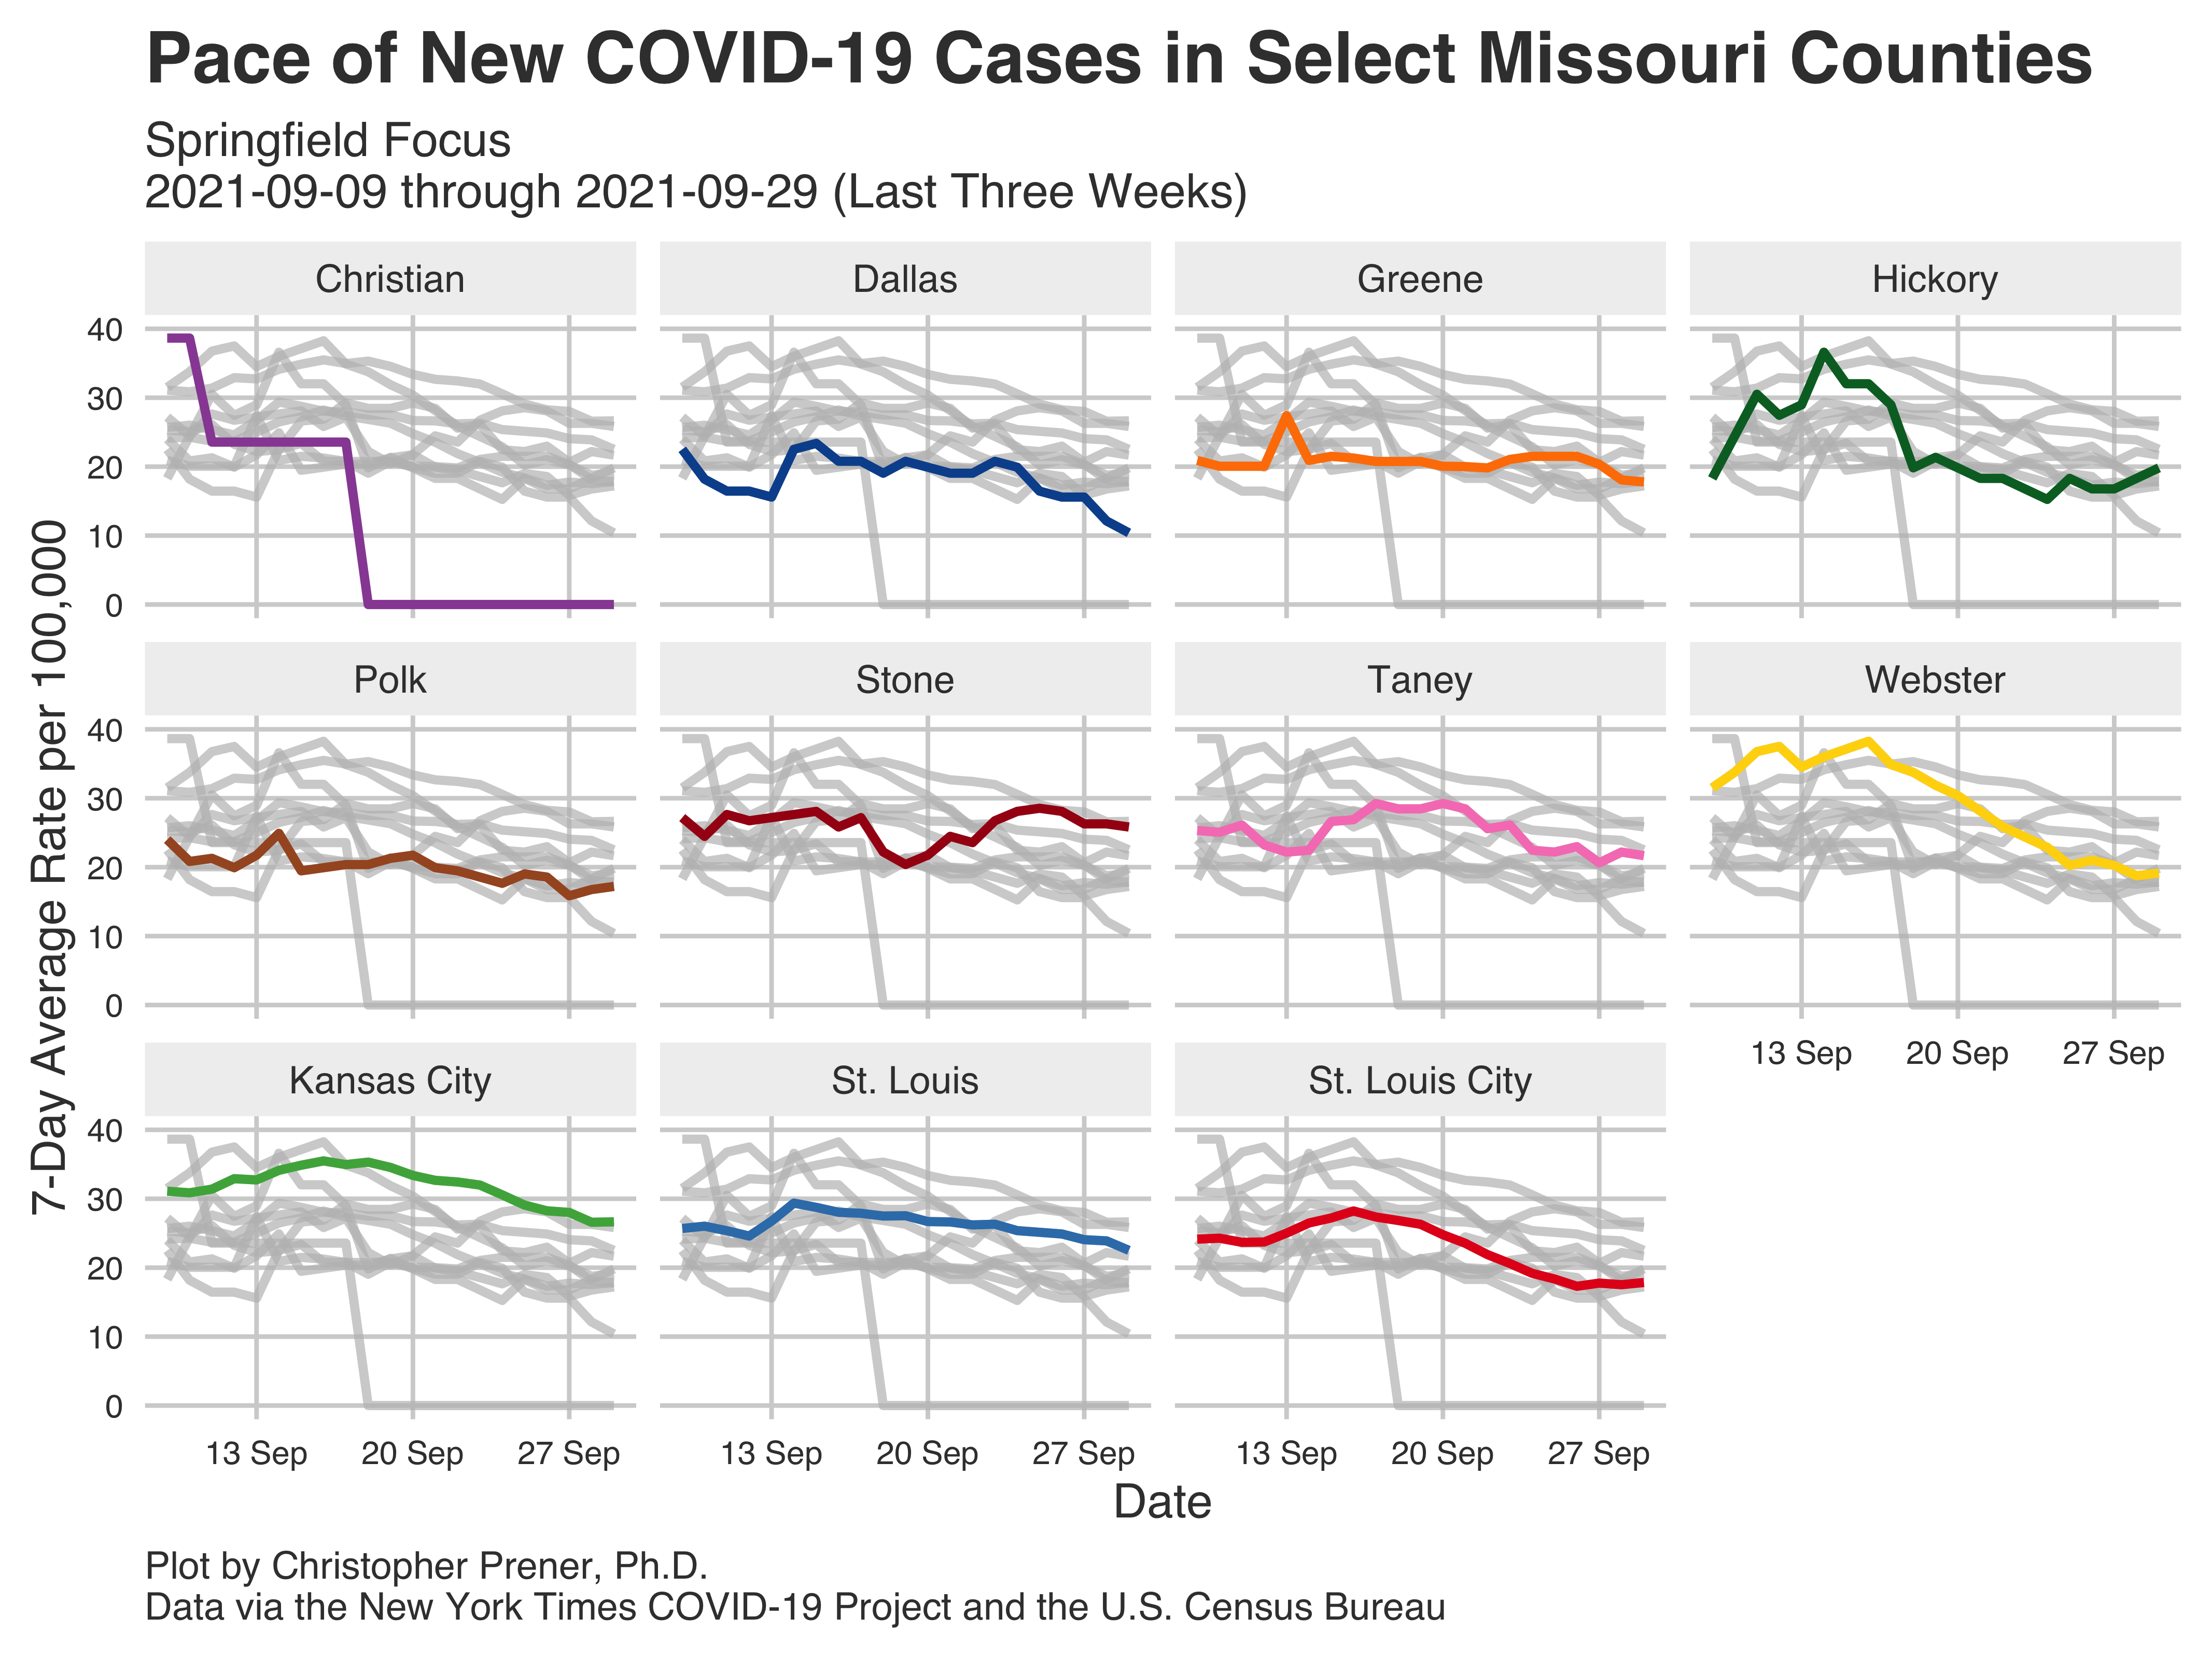 Pace of New COVID-19 Cases in Select Missouri Counties
Springfield Focus
2021-09-09 through 2021-09-29 (Last Three Weeks)
7-Day Average Rate per 100,000
Christian
Dallas
Greene
Hickory
40
30
20
10
0
Polk
Stone
Taney
Webster
40
30
20
10
0
13 Sep 20 Sep 27 Sep
Kansas City
St. Louis
St. Louis City
40
30
20
10
0
13 Sep 20 Sep 27 Sep
13 Sep 20 Sep 27 Sep
13 Sep 20 Sep 27 Sep
Date
Plot by Christopher Prener, Ph.D.
Data via the New York Times COVID-19 Project and the U.S. Census Bureau